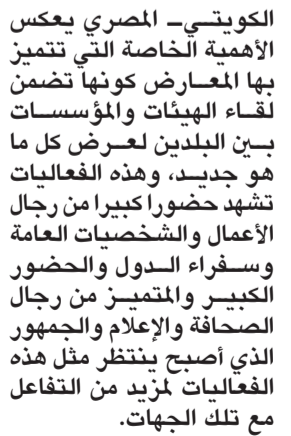 الكويتي– المصري يعكس
الأهمية الخاصة التي تتميز
بها المعارض كونها تضمن
لقاء الهيئات والمؤسسات
بين البلدين لعرض كل ما
هو جديد، وهذه الفعاليات
تشهد حضورا كبيرا من رجال
الأعمال والشخصيات العامة
وسفراء الدول والحضور
الكبير والمتميز من رجال
الصحافة والإعلام والجمهور
الذي أصبح ينتظر مثل هذه
الفعاليات لمزيد من التفاعل
مع تلك الجهات.